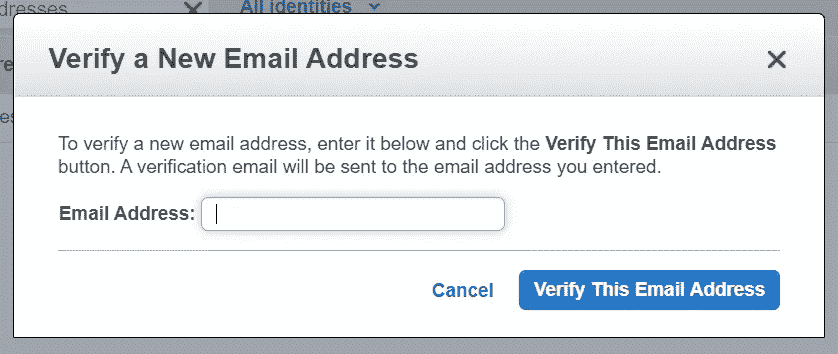 dresses
All identities
Verify a New Email Address
To verify a new email address, enter it below and click the Verify This Email Address
button. A verification email will be sent to the email address you entered.
Email Address:
Cancel
Verify This Email Address